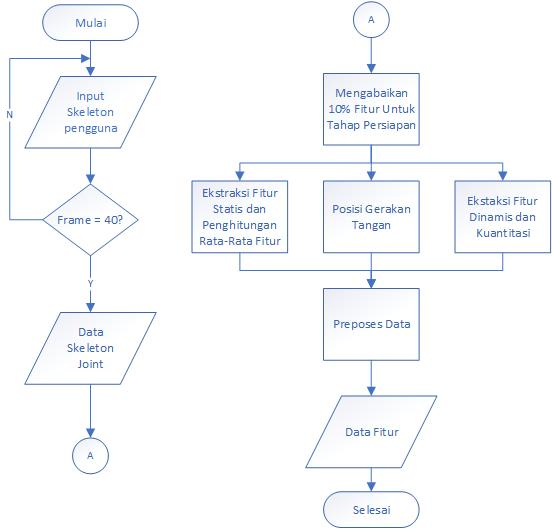 Mulai
Input
Skeleton
pengguna
N
Frame = 40?
Y
Data
Skeleton
Joint
A
A
Mengabaikan
10% Fitur Untuk
Tahap Persiapan
Ekstraksi Fitur
Statis dan
Penghitungan
Rata-Rata Fitur
Posisi Gerakan
Tangan
Ekstaksi Fitur
Dinamis dan
Kuantitasi
Preposes Data
Data Fitur
Selesai